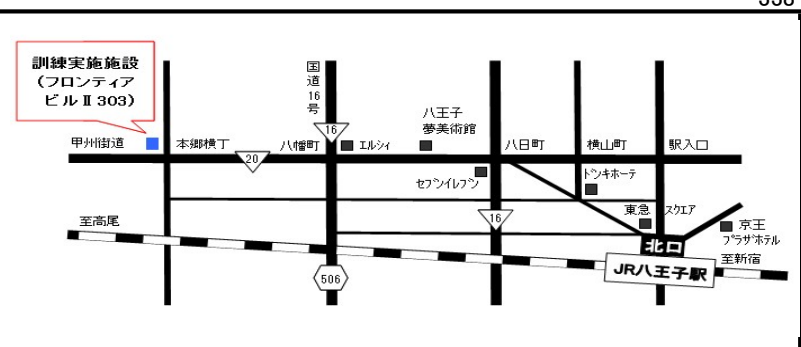 訓練実施施設
(フロンティア
ビルⅡ303)
国道16号
八王子
夢美術館
甲州街道
本郷横丁
八幡町
16
エルシィ
八日町
横山町
駅入口
20
セブンイレブン
ドンキホーテ
至高尾
16
東急スクエア
京王
プラザホテル
北口
至新宿
JR八王子駅
506